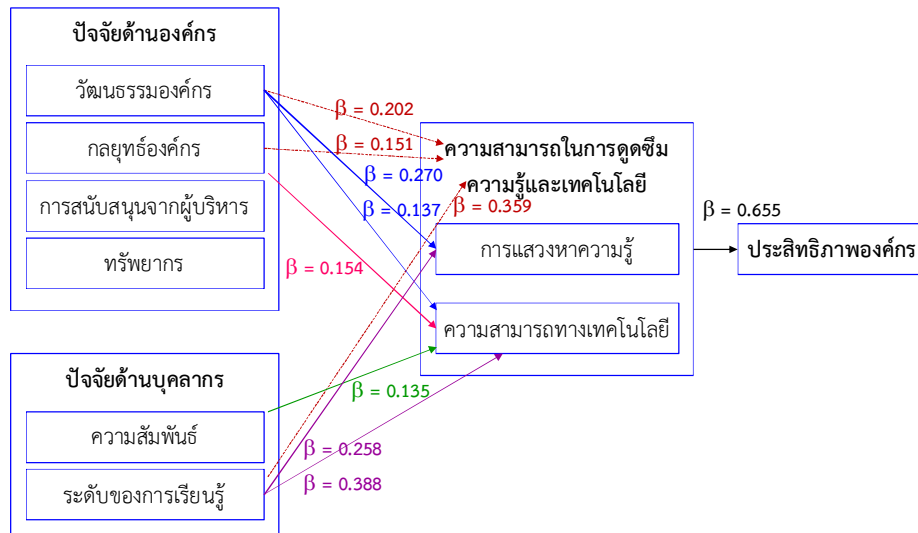 ปัจจัยด้านองค์กร
วัฒนธรรมองค์กร
กลยุทธ์องค์กร
การสนับสนุนจากผู้บริหาร
ทรัพยากร
β = 0.202
β = 0.151
β = 0.270
β = 0.137
β = 0.359
β = 0.154
ความสามารถในการดูดซึม
ความรู้และเทคโนโลยี
การแสวงหาความรู้
ความสามารถทางเทคโนโลยี
β = 0.655
ประสิทธิภาพองค์กร
ปัจจัยด้านบุคลากร
ความสัมพันธ์
ระดับของการเรียนรู้
β = 0.135
β = 0.258
β = 0.388